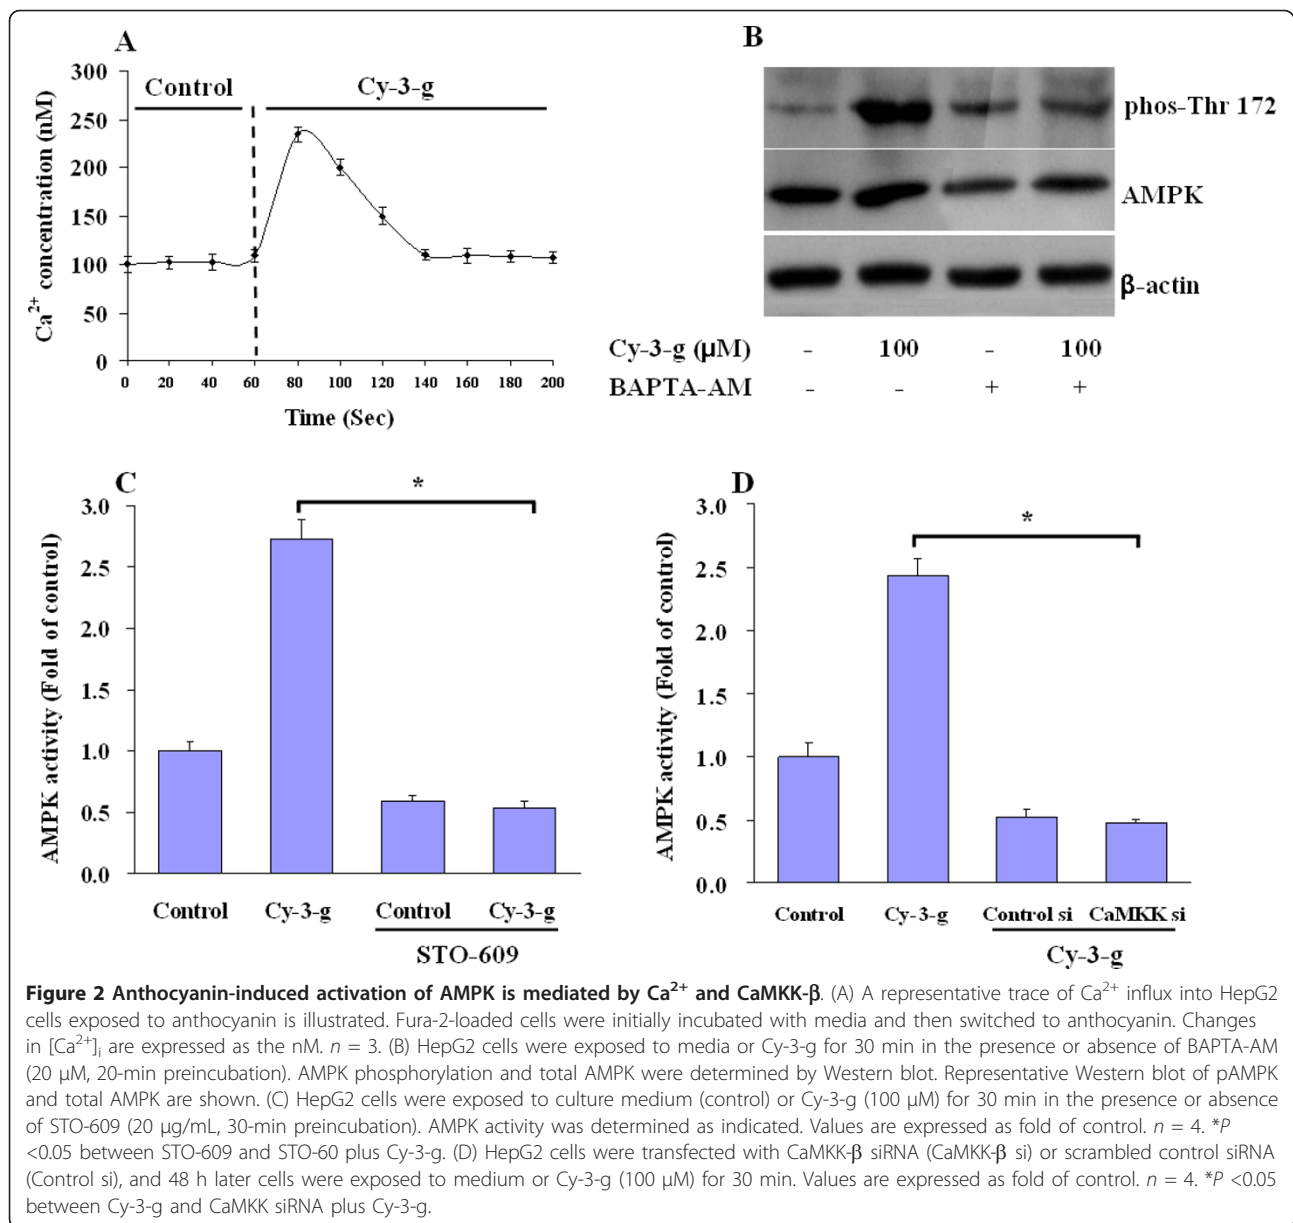 A
Control
Cy-3-g
300
250
200
150
100
50
0
Ca2+ concentration (nM)
0 20 40 60 80 100 120 140 160 180 200
Time (Sec)
B
phos-Thr 172
AMPK
β-actin
Cy-3-g (μM) - 100 - 100
BAPTA-AM - - + +
C
*
3.0
2.5
2.0
1.5
1.0
0.5
0.0
AMPK activity (Fold of control)
Control Cy-3-g Control Cy-3-g
STO-609
D
*
3.0
2.5
2.0
1.5
1.0
0.5
0.0
AMPK activity (Fold of control)
Control Cy-3-g Control si CaMKK si
Cy-3-g
Figure 2 Anthocyanin-induced activation of AMPK is mediated by Ca2+ and CaMKK-β. (A) A representative trace of Ca2+ influx into HepG2
cells exposed to anthocyanin is illustrated. Fura-2-loaded cells were initially incubated with media and then switched to anthocyanin. Changes
in [Ca2+]i are expressed as the nM. n = 3. (B) HepG2 cells were exposed to media or Cy-3-g for 30 min in the presence or absence of BAPTA-AM
(20 μM, 20-min preincubation). AMPK phosphorylation and total AMPK were determined by Western blot. Representative Western blot of pAMPK
and total AMPK are shown. (C) HepG2 cells were exposed to culture medium (control) or Cy-3-g (100 μM) for 30 min in the presence or absence
of STO-609 (20 μg/mL, 30-min preincubation). AMPK activity was determined as indicated. Values are expressed as fold of control. n = 4. *P
<0.05 between STO-609 and STO-60 plus Cy-3-g. (D) HepG2 cells were transfected with CaMKK-β siRNA (CaMKK-β si) or scrambled control siRNA
(Control si), and 48 h later cells were exposed to medium or Cy-3-g (100 μM) for 30 min. Values are expressed as fold of control. n = 4. *P <0.05
between Cy-3-g and CaMKK siRNA plus Cy-3-g.